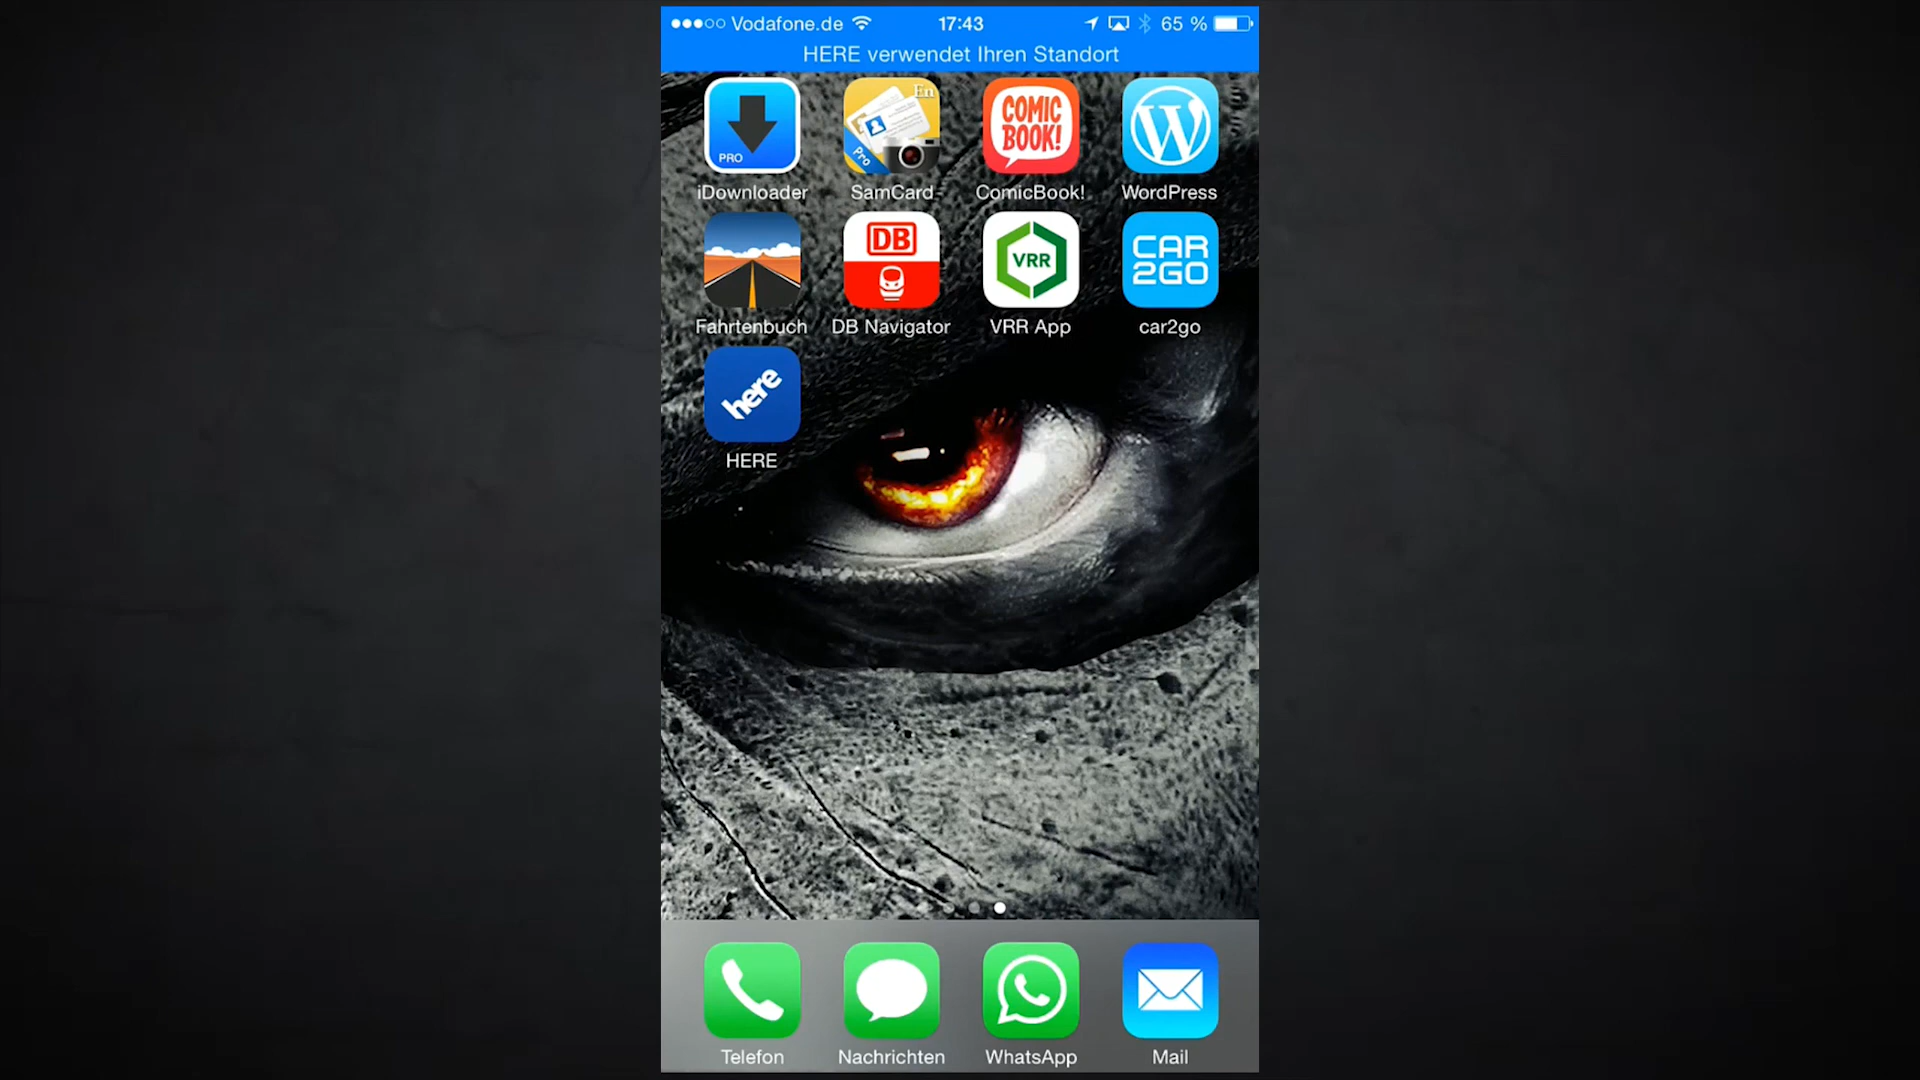 Vodafone.de 17:43 65 %
HERE verwendet Ihren Standort
PRO
En
Pro
COMIC
BOOK!
W
iDownloader SamCard ComicBook! WordPress
DB
VRR
CAR
2GO
Fahrtenbuch DB Navigator VRR App car2go
here
HERE
Telefon Nachrichten WhatsApp Mail